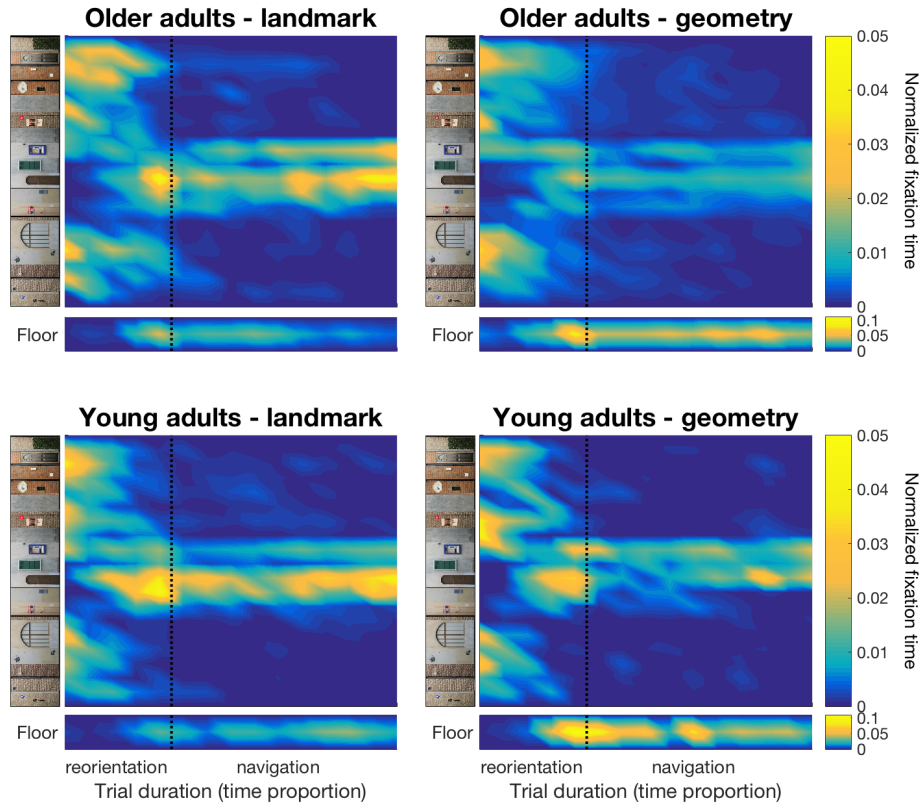 Older adults - landmark
Older adults - geometry
0.05
0.04
0.03
0.02
0.01
0
Normalized fixation time
Floor
Floor
0.1
0.05
0
Young adults - landmark
Young adults - geometry
0.05
0.04
0.03
0.02
0.01
0
Normalized fixation time
Floor
Floor
0.1
0.05
0
reorientation navigation
reorientation navigation
Trial duration (time proportion)
Trial duration (time proportion)